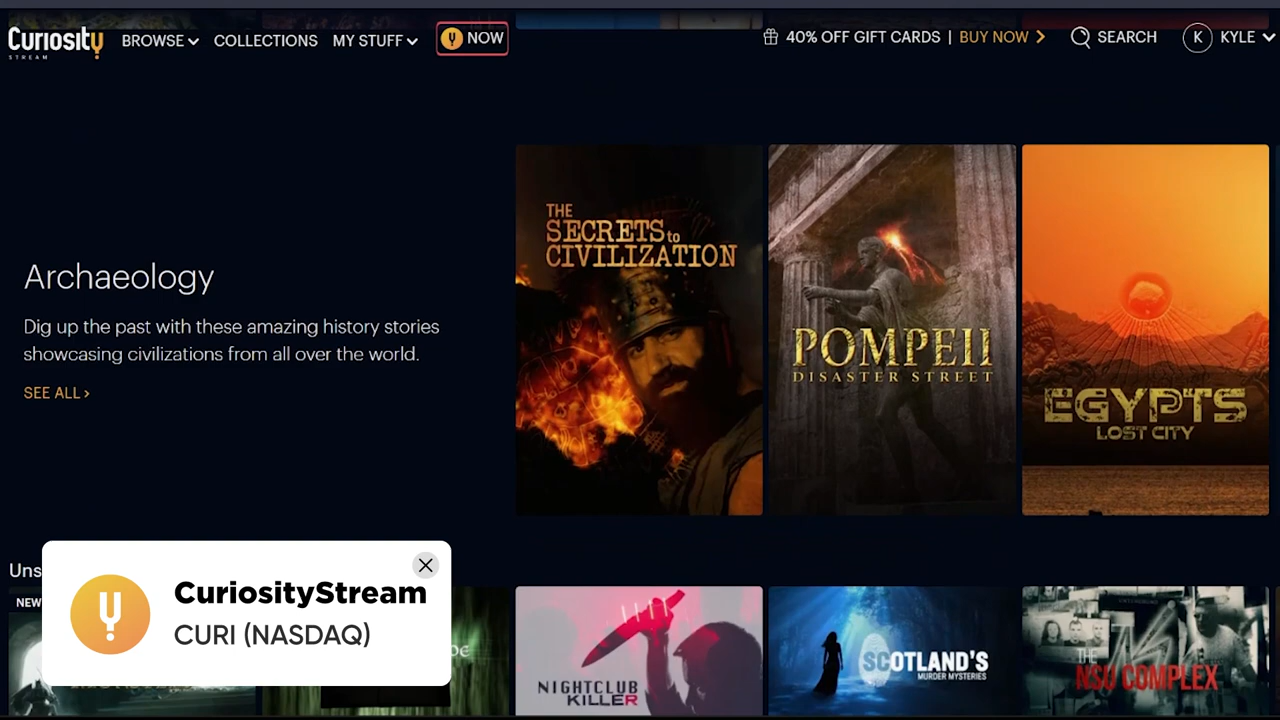 Curiosity
STREAM
BROWSE
COLLECTIONS
MY STUFF
NOW
40% OFF GIFT CARDS | BUY NOW
SEARCH
K
KYLE
Archaeology
Dig up the past with these amazing history stories
showcasing civilizations from all over the world.
SEE ALL >
THE
SECRETS to
CIVILIZATION
POMPEII
DISASTER STREET
EGYPTS
LOST CITY
Uns
NEW
CuriosityStream
CURI (NASDAQ)
NIGHTCLUB
KILLER
SCOTLAND'S
MURDER MYSTERIES
THE
NSU COMPLEX